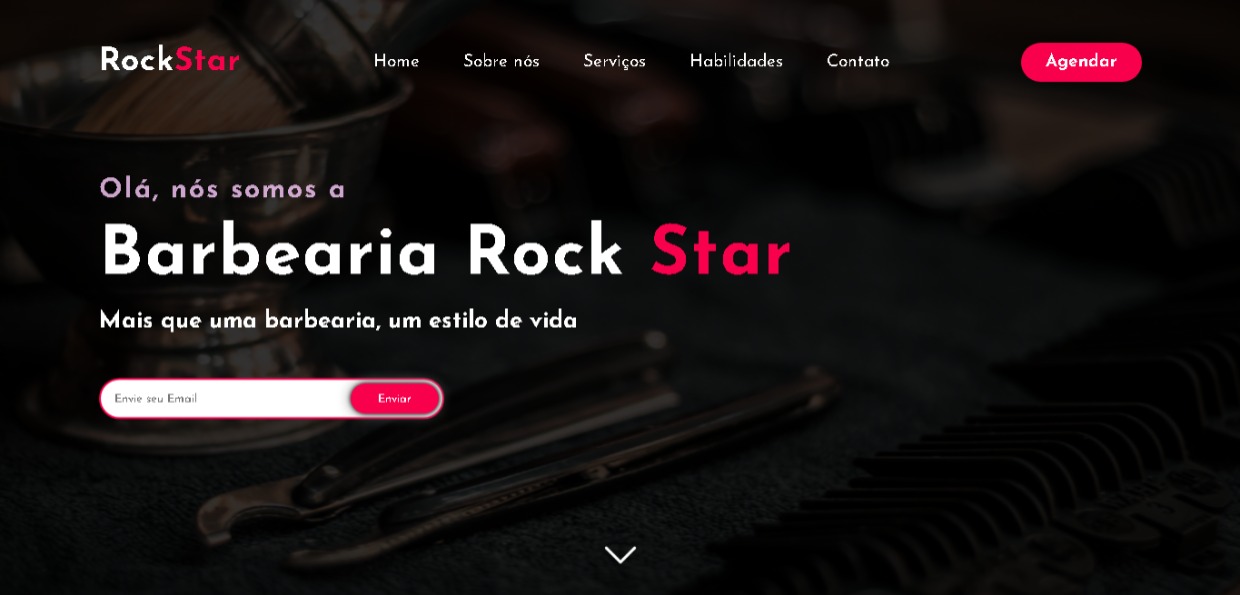 RockStar
Home
Sobre nós
Serviços
Habilidades
Contato
Agendar
Olá, nós somos a
Barbearia Rock Star
Mais que uma barbearia, um estilo de vida
Envie seu Email
Enviar